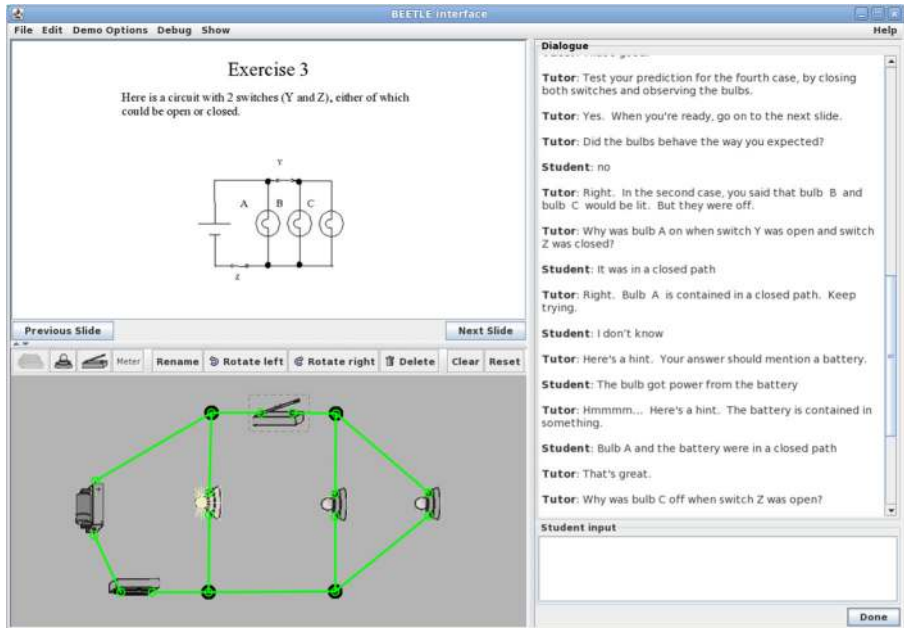 BEETLE interface
File Edit Demo Options Debug Show Help
Exercise 3
Here is a circuit with 2 switches (Y and Z), either of which
could be open or closed.
Y
A B C
Z
Previous Slide Next Slide
Meter Rename Rotate left Rotate right Delete Clear Reset
Dialogue
Tutor: Test your prediction for the fourth case, by closing
both switches and observing the bulbs.
Tutor: Yes. When you're ready, go on to the next slide.
Tutor: Did the bulbs behave the way you expected?
Student: no
Tutor: Right. In the second case, you said that bulb B and
bulb C would be lit. But they were off.
Tutor: Why was bulb A on when switch Y was open and switch
Z was closed?
Student: It was in a closed path
Tutor: Right. Bulb A is contained in a closed path. Keep
trying.
Student: I don't know
Tutor: Here's a hint. Your answer should mention a battery.
Student: The bulb got power from the battery
Tutor: Hmmmm... Here's a hint. The battery is contained in
something.
Student: Bulb A and the battery were in a closed path
Tutor: That's great.
Tutor: Why was bulb C off when switch Z was open?
Student input
Done